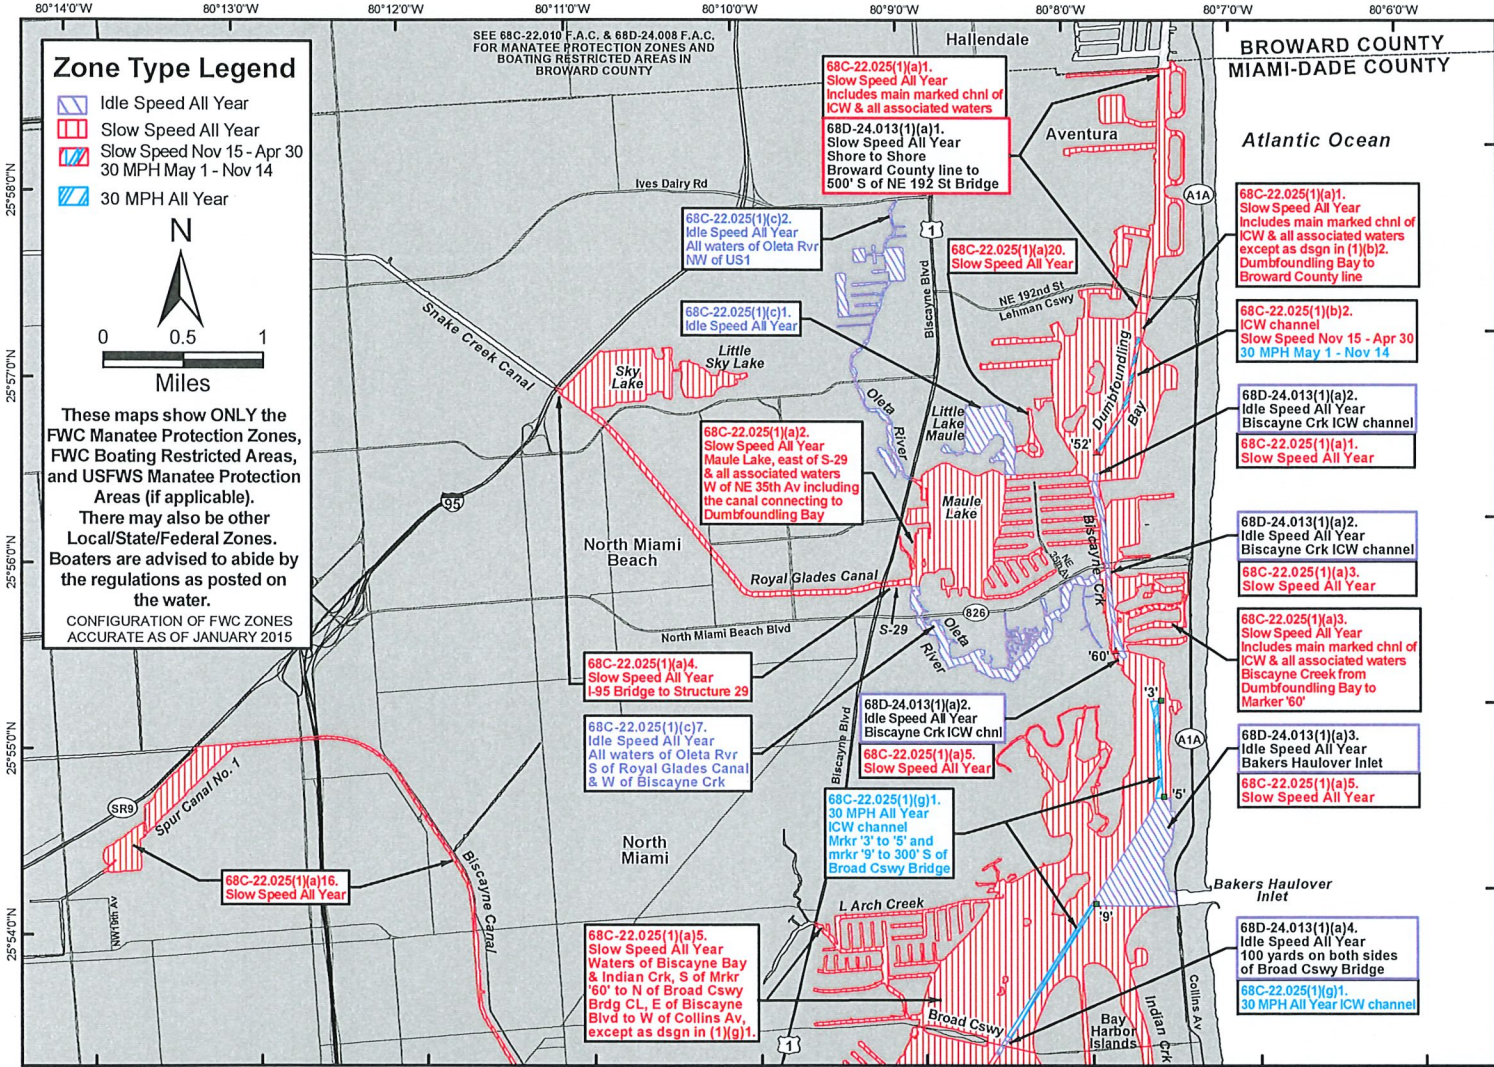 80°14'0"W 80°13'0"W 80°12'0"W 80°11'0"W 80°10'0"W 80°9'0"W 80°8'0"W 80°7'0"W 80°6'0"W
SEE 68C-22.010 F.A.C. & 68D-24.008 F.A.C.
FOR MANATEE PROTECTION ZONES AND
BOATING RESTRICTED AREAS IN
BROWARD COUNTY
Hallendale
BROWARD COUNTY
MIAMI-DADE COUNTY
Zone Type Legend
Idle Speed All Year
Slow Speed All Year
Slow Speed Nov 15 - Apr 30
30 MPH May 1 - Nov 14
30 MPH All Year
N
0 0.5 1
Miles
These maps show ONLY the
FWC Manatee Protection Zones,
FWC Boating Restricted Areas,
and USFWS Manatee Protection
Areas (if applicable).
There may also be other
Local/State/Federal Zones.
Boaters are advised to abide by
the regulations as posted on
the water.
CONFIGURATION OF FWC ZONES
ACCURATE AS OF JANUARY 2015
68C-22.025(1)(a)1.
Slow Speed All Year
Includes main marked chnl of
ICW & all associated waters
68D-24.013(1)(a)1.
Slow Speed All Year
Shore to Shore
Broward County line to
500' S of NE 192 St Bridge
Aventura
Atlantic Ocean
A1A
Ives Dairy Rd
1
68C-22.025(1)(c)2.
Idle Speed All Year
All waters of Oleta Rvr
NW of US1
68C-22.025(1)(a)20.
Slow Speed All Year
68C-22.025(1)(a)1.
Slow Speed All Year
Includes main marked chnl of
ICW & all associated waters
except as dsgn in (1)(b)2.
Dumbfoundling Bay to
Broward County line
NE 192nd St
Lehman Cswy
Biscayne Blvd
68C-22.025(1)(c)1.
Idle Speed All Year
68C-22.025(1)(b)2.
ICW channel
Slow Speed Nov 15 - Apr 30
30 MPH May 1 - Nov 14
Snake Creek Canal
Sky
Lake
Little
Sky Lake
Dumbfoundling
Bay
Oleta
River
Little
Lake
Maule
'52'
68D-24.013(1)(a)2.
Idle Speed All Year
Biscayne Crk ICW channel
68C-22.025(1)(a)1.
Slow Speed All Year
68C-22.025(1)(a)2.
Slow Speed All Year
Maule Lake, east of S-29
& all associated waters
W of NE 35th Av including
the canal connecting to
Dumbfoundling Bay
95
Maule
Lake
North Miami
Beach
Biscayne Crk
NE
35th Av
68D-24.013(1)(a)2.
Idle Speed All Year
Biscayne Crk ICW channel
68C-22.025(1)(a)3.
Slow Speed All Year
Royal Glades Canal
826
North Miami Beach Blvd
S-29
Oleta
River
'60'
68C-22.025(1)(a)3.
Slow Speed All Year
Includes main marked chnl of
ICW & all associated waters
Biscayne Creek from
Dumbfoundling Bay to
Marker '60'
68C-22.025(1)(a)4.
Slow Speed All Year
I-95 Bridge to Structure 29
'3'
68D-24.013(1)(a)2.
Idle Speed All Year
Biscayne Crk ICW chnl
68C-22.025(1)(a)5.
Slow Speed All Year
68C-22.025(1)(c)7.
Idle Speed All Year
All waters of Oleta Rvr
S of Royal Glades Canal
& W of Biscayne Crk
Biscayne Blvd
A1A
68D-24.013(1)(a)3.
Idle Speed All Year
Bakers Haulover Inlet
68C-22.025(1)(a)5.
Slow Speed All Year
'5'
SR9
Spur Canal No. 1
68C-22.025(1)(g)1.
30 MPH All Year
ICW channel
Mrkr '3' to '5' and
mrkr '9' to 300' S of
Broad Cswy Bridge
North
Miami
Biscayne Canal
68C-22.025(1)(a)16.
Slow Speed All Year
NW19th Av
L Arch Creek
'9'
Bakers Haulover
Inlet
68C-22.025(1)(a)5.
Slow Speed All Year
Waters of Biscayne Bay
& Indian Crk, S of Mrkr
'60' to N of Broad Cswy
Brdg CL, E of Biscayne
Blvd to W of Collins Av,
except as dsgn in (1)(g)1.
68D-24.013(1)(a)4.
Idle Speed All Year
100 yards on both sides
of Broad Cswy Bridge
68C-22.025(1)(g)1.
30 MPH All Year ICW channel
Broad Cswy
Bay
Harbor
Islands
Indian Crk
Collins Av
1
25°58'0"N
25°57'0"N
25°56'0"N
25°55'0"N
25°54'0"N